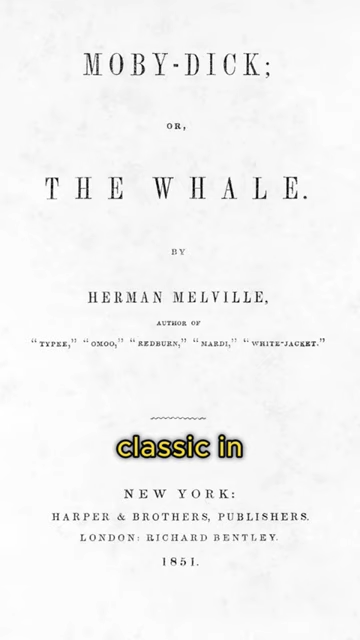 MOBY-DICK;
OR,
THE WHALE.
BY
HERMAN MELVILLE,
AUTHOR OF
"TYPEE," "OMOO," "REDBURN," "MARDI," "WHITE-JACKET."
classic in
NEW YORK:
HARPER & BROTHERS, PUBLISHERS.
LONDON: RICHARD BENTLEY.
1851.